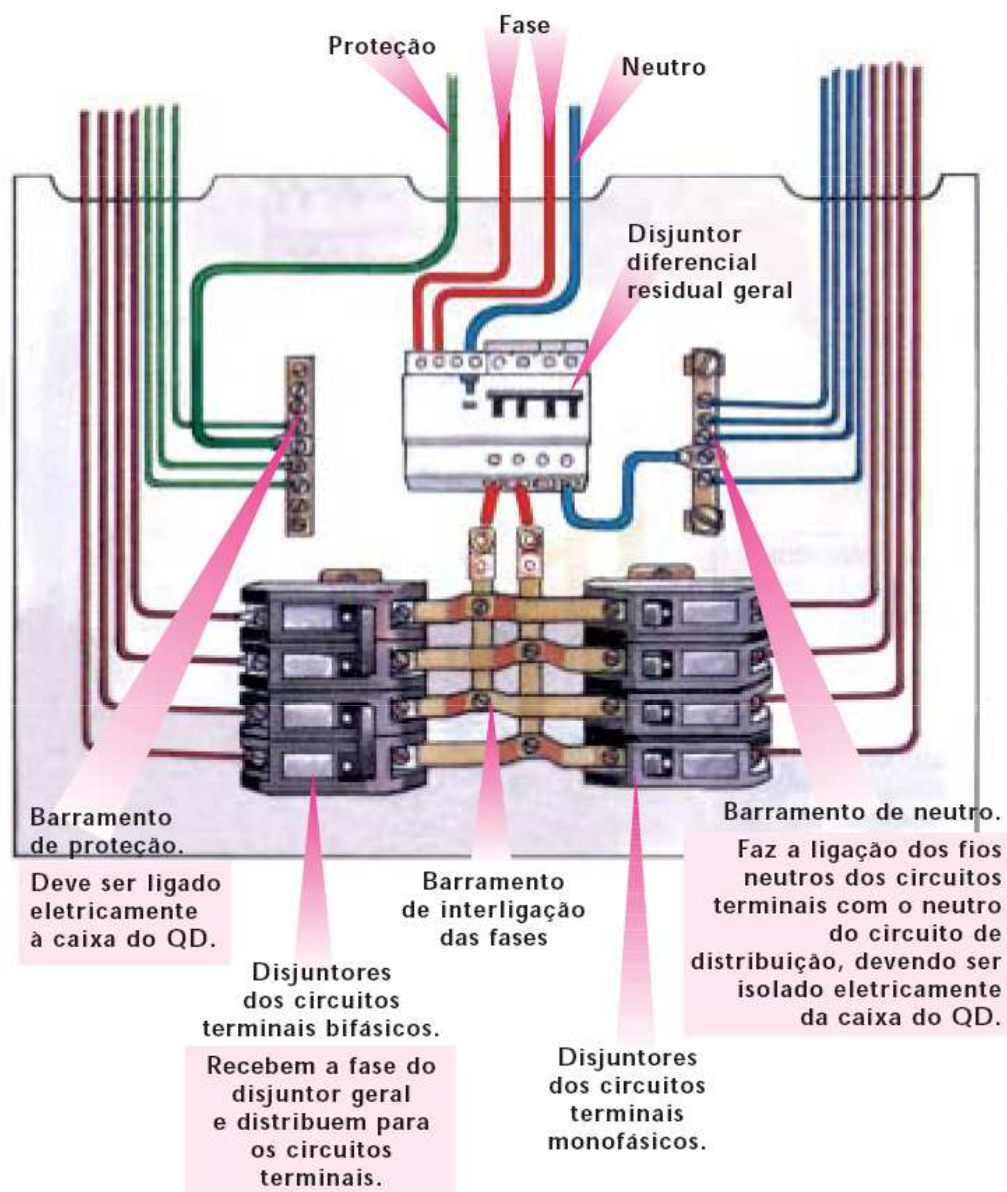 Fase
Proteção
Neutro
Disjuntor
diferencial
residual geral
Barramento
de proteção.
Deve ser ligado
eletricamente
à caixa do QD.
Disjuntores
dos circuitos
terminais bifásicos.
Recebem a fase do
disjuntor geral
e distribuem para
os circuitos
terminais.
Barramento
de interligação
das fases
Disjuntores
dos circuitos
terminais
monofásicos.
Barramento de neutro.
Faz a ligação dos fios
neutros dos circuitos
terminais com o neutro
do circuito de
distribuição, devendo ser
isolado eletricamente
da caixa do QD.